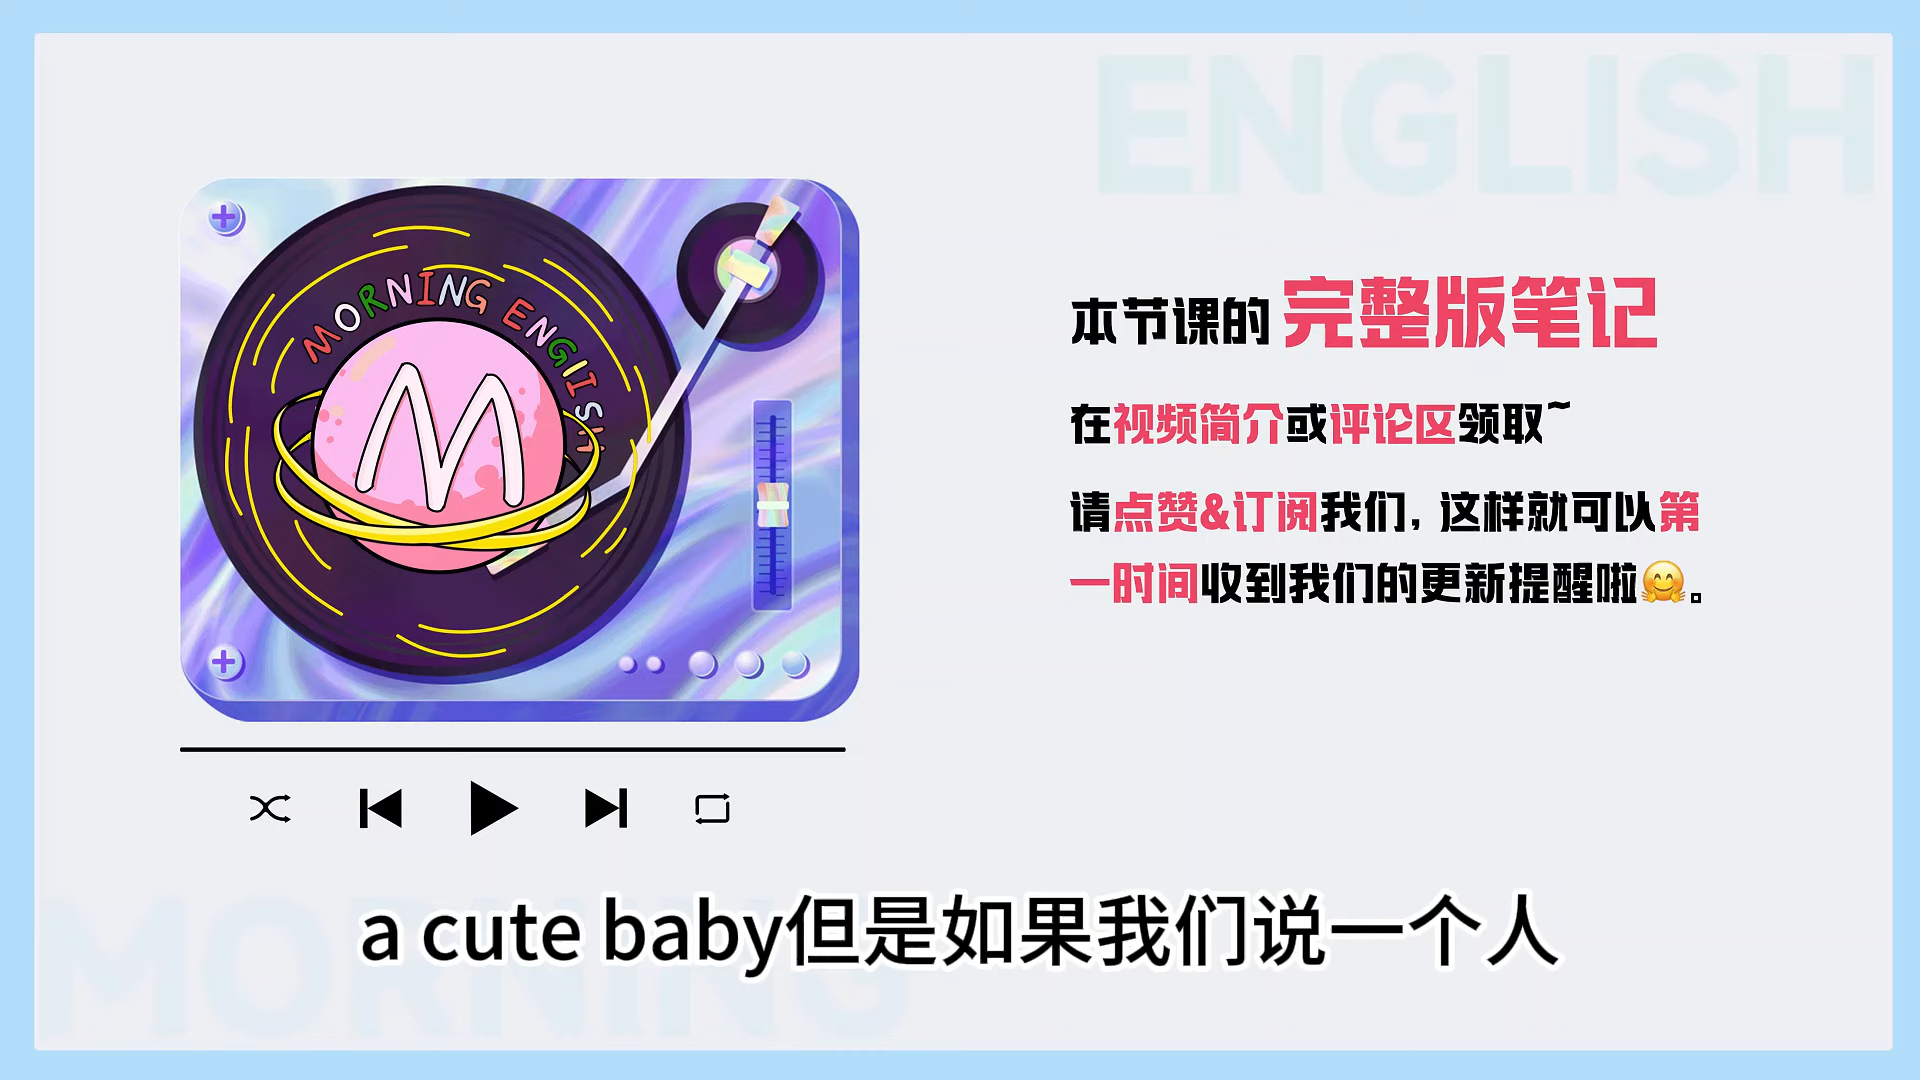 ENGLISH
MORNING ENGLISH
M
本节课的 完整版笔记
在视频简介或评论区领取~
请点赞&订阅我们, 这样就可以第
一时间收到我们的更新提醒啦🤗。
a cute baby但是如果我们说一个人
MORNING